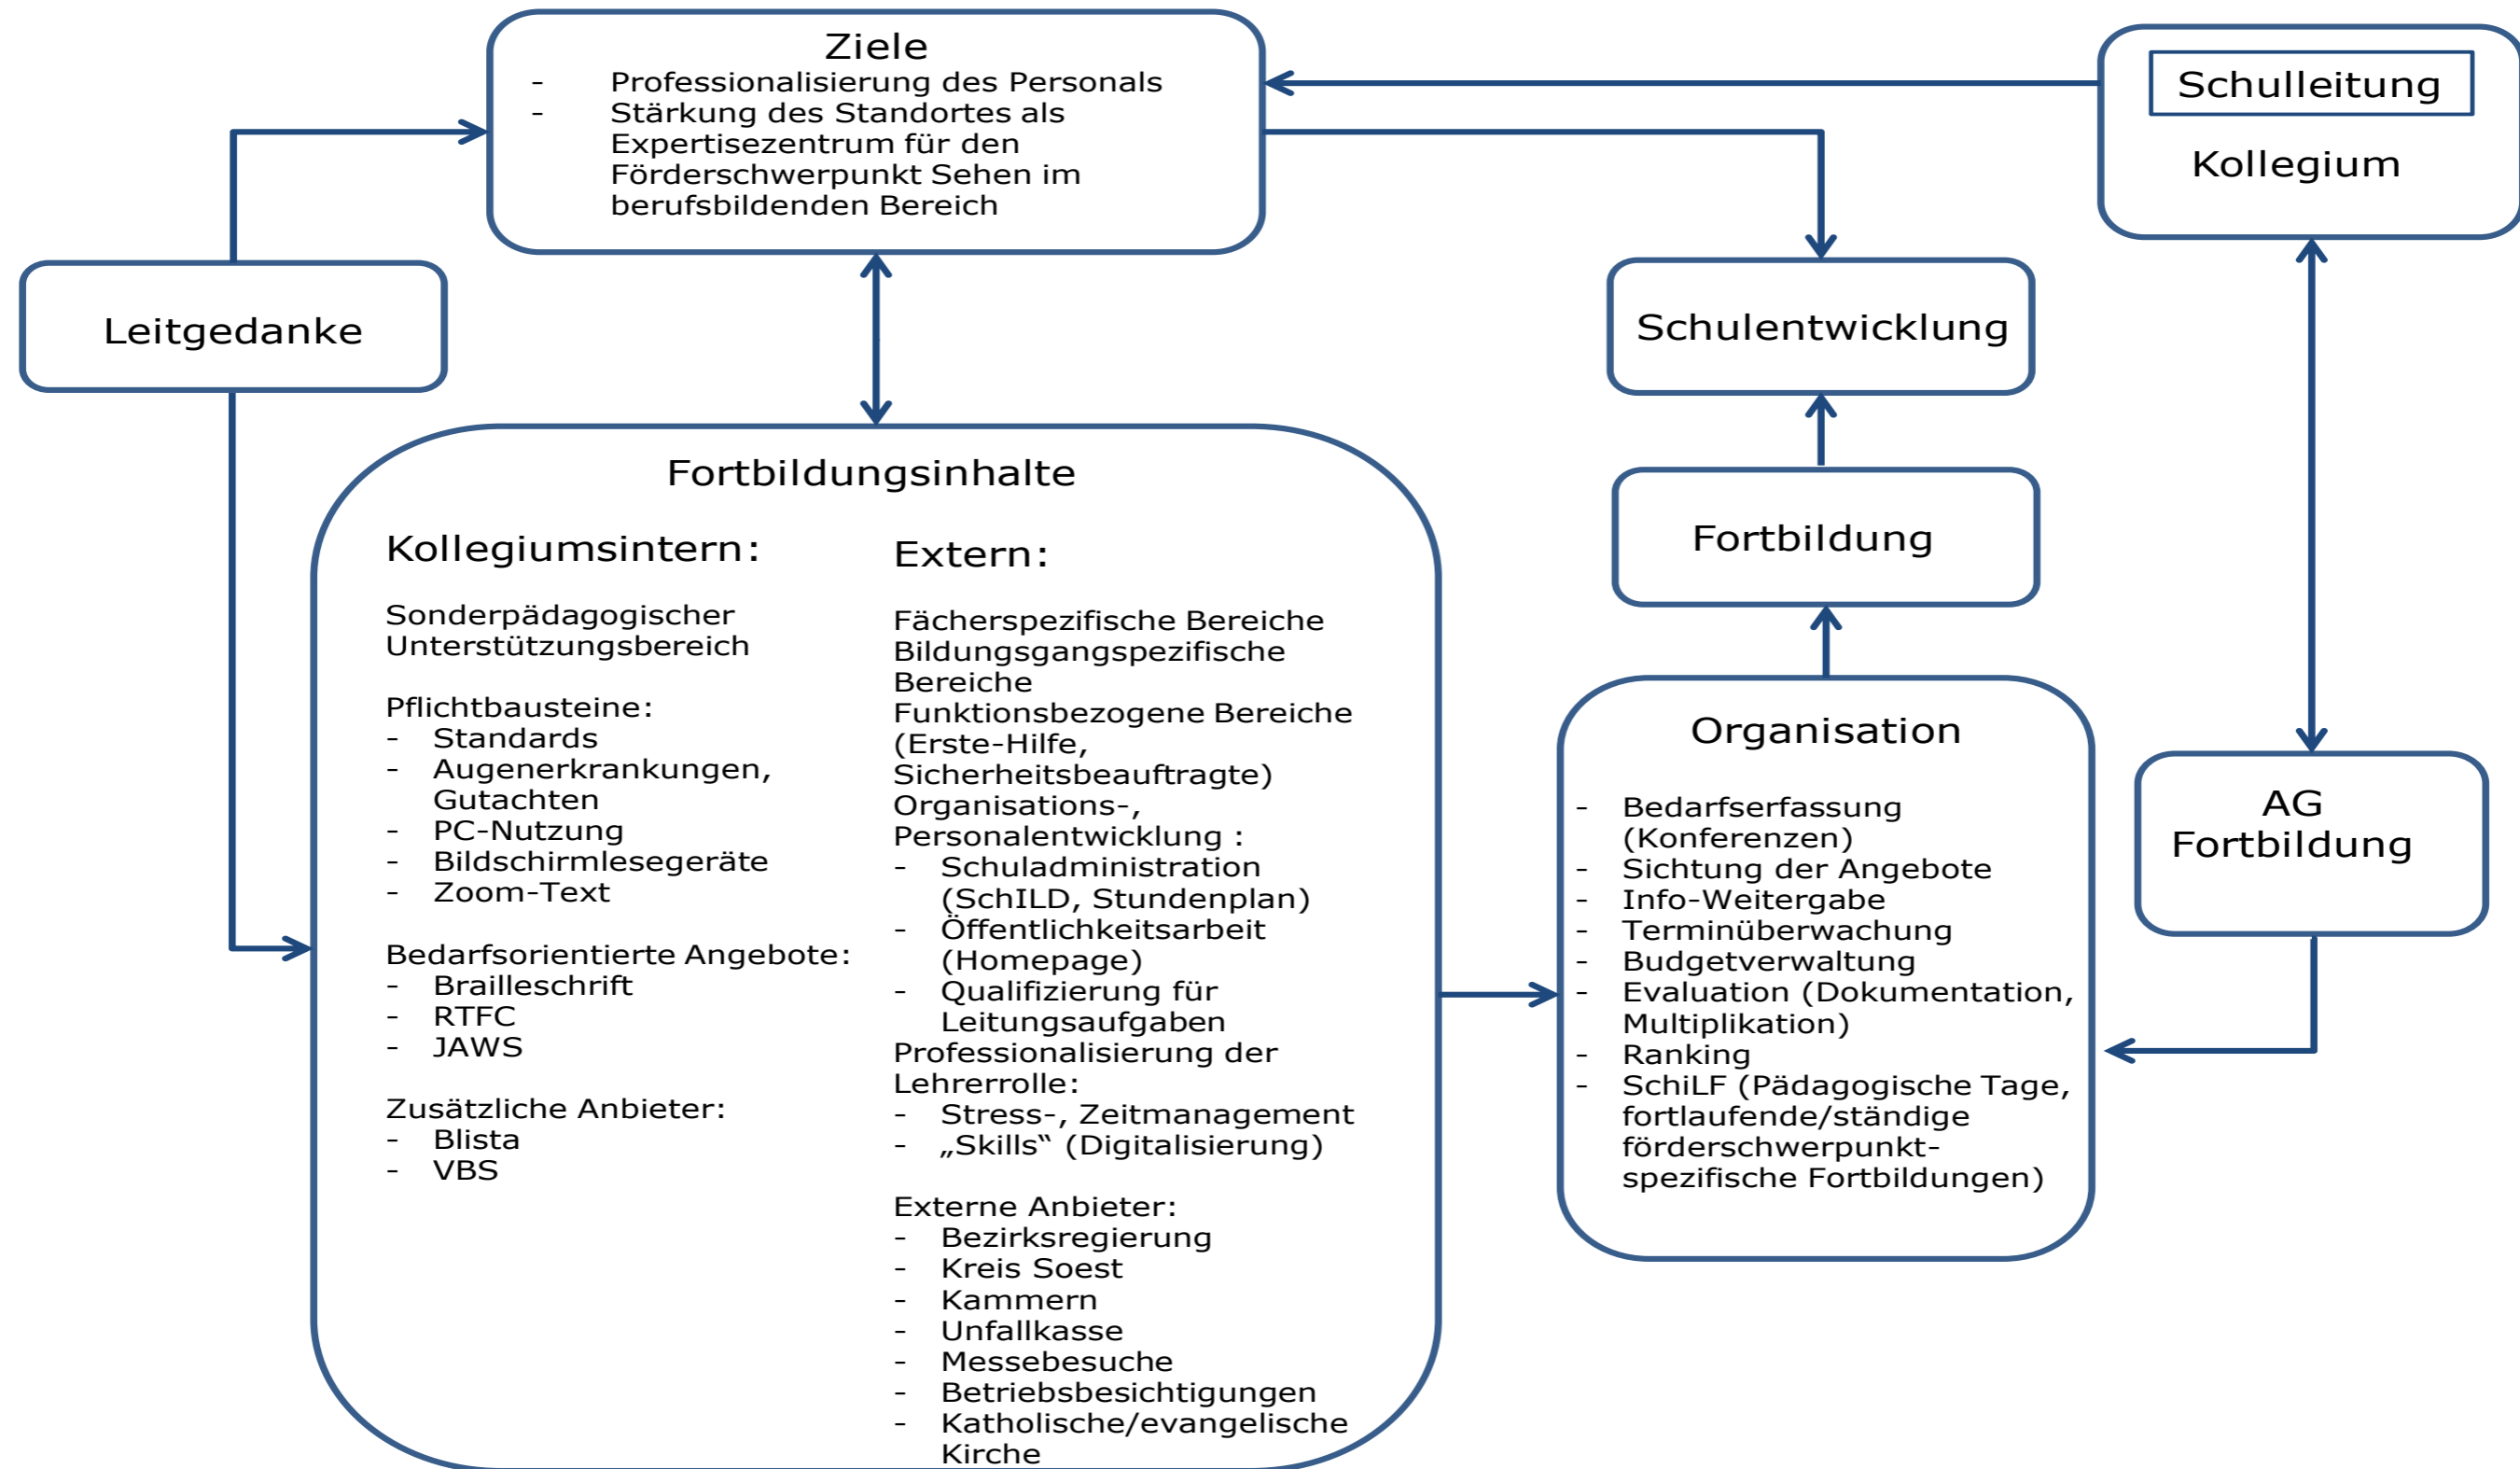 Ziele
- Professionalisierung des Personals
- Stärkung des Standortes als
Expertisezentrum für den
Förderschwerpunkt Sehen im
berufsbildenden Bereich
Schulleitung
Kollegium
Leitgedanke
Schulentwicklung
Fortbildungsinhalte
Kollegiumsintern:
Sonderpädagogischer
Unterstützungsbereich
Pflichtbausteine:
- Standards
- Augenerkrankungen,
Gutachten
- PC-Nutzung
- Bildschirmlesegeräte
- Zoom-Text
Bedarfsorientierte Angebote:
- Brailleschrift
- RTFC
- JAWS
Zusätzliche Anbieter:
- Blista
- VBS
Extern:
Fächerspezifische Bereiche
Bildungsgangspezifische
Bereiche
Funktionsbezogene Bereiche
(Erste-Hilfe,
Sicherheitsbeauftragte)
Organisations-,
Personalentwicklung :
- Schuladministration
(SchILD, Stundenplan)
- Öffentlichkeitsarbeit
(Homepage)
- Qualifizierung für
Leitungsaufgaben
Professionalisierung der
Lehrerrolle:
- Stress-, Zeitmanagement
- „Skills“ (Digitalisierung)
Externe Anbieter:
- Bezirksregierung
- Kreis Soest
- Kammern
- Unfallkasse
- Messebesuche
- Betriebsbesichtigungen
- Katholische/evangelische
Kirche
Fortbildung
Organisation
- Bedarfserfassung
(Konferenzen)
- Sichtung der Angebote
- Info-Weitergabe
- Terminüberwachung
- Budgetverwaltung
- Evaluation (Dokumentation,
Multiplikation)
- Ranking
- SchiLF (Pädagogische Tage,
fortlaufende/ständige
förderschwerpunkt-
spezifische Fortbildungen)
AG
Fortbildung